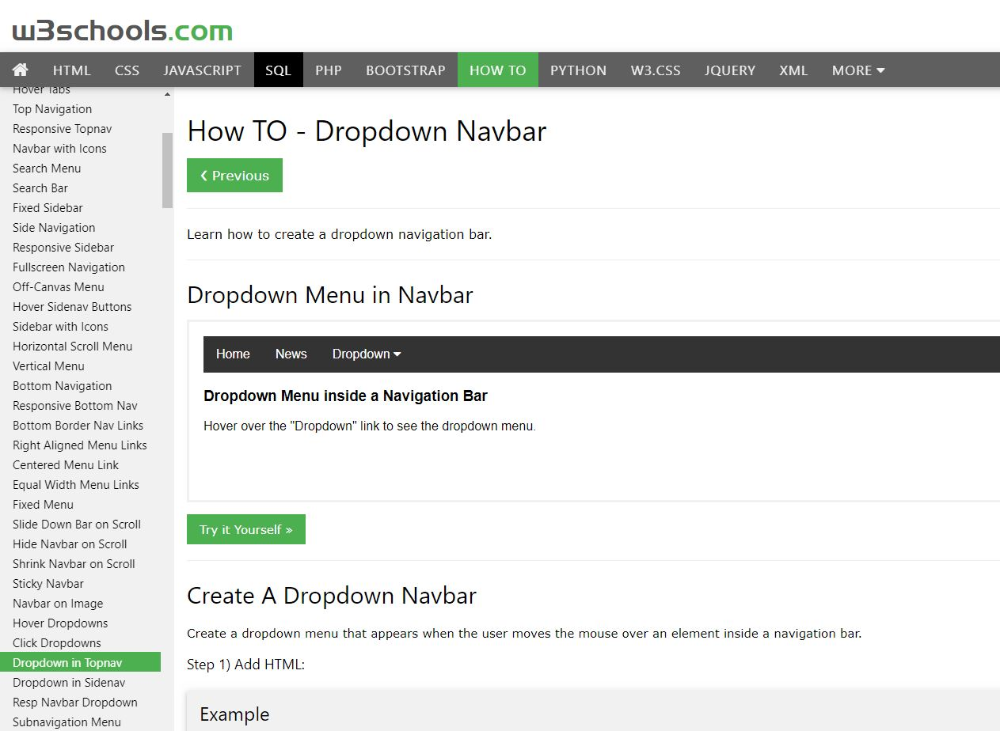 w3schools.com
HTML CSS JAVASCRIPT SQL PHP BOOTSTRAP HOW TO PYTHON W3.CSS JQUERY XML MORE
Hover Tabs
Top Navigation
Responsive Topnav
Navbar with Icons
Search Menu
Search Bar
Fixed Sidebar
Side Navigation
Responsive Sidebar
Fullscreen Navigation
Off-Canvas Menu
Hover Sidenav Buttons
Sidebar with Icons
Horizontal Scroll Menu
Vertical Menu
Bottom Navigation
Responsive Bottom Nav
Bottom Border Nav Links
Right Aligned Menu Links
Centered Menu Link
Equal Width Menu Links
Fixed Menu
Slide Down Bar on Scroll
Hide Navbar on Scroll
Shrink Navbar on Scroll
Sticky Navbar
Navbar on Image
Hover Dropdowns
Click Dropdowns
Dropdown in Topnav
Dropdown in Sidenav
Resp Navbar Dropdown
Subnavigation Menu
How TO - Dropdown Navbar
❮ Previous
Learn how to create a dropdown navigation bar.
Dropdown Menu in Navbar
Home News Dropdown
Dropdown Menu inside a Navigation Bar
Hover over the "Dropdown" link to see the dropdown menu.
Try it Yourself »
Create A Dropdown Navbar
Create a dropdown menu that appears when the user moves the mouse over an element inside a navigation bar.
Step 1) Add HTML:
Example